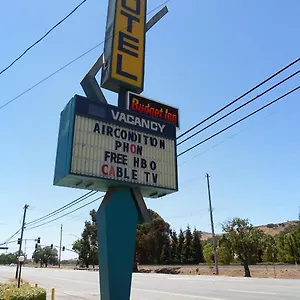 OTEL
Budget Inn
VACANCY
AIRCONDITION
PHON
FREE HBO
CABLE TV